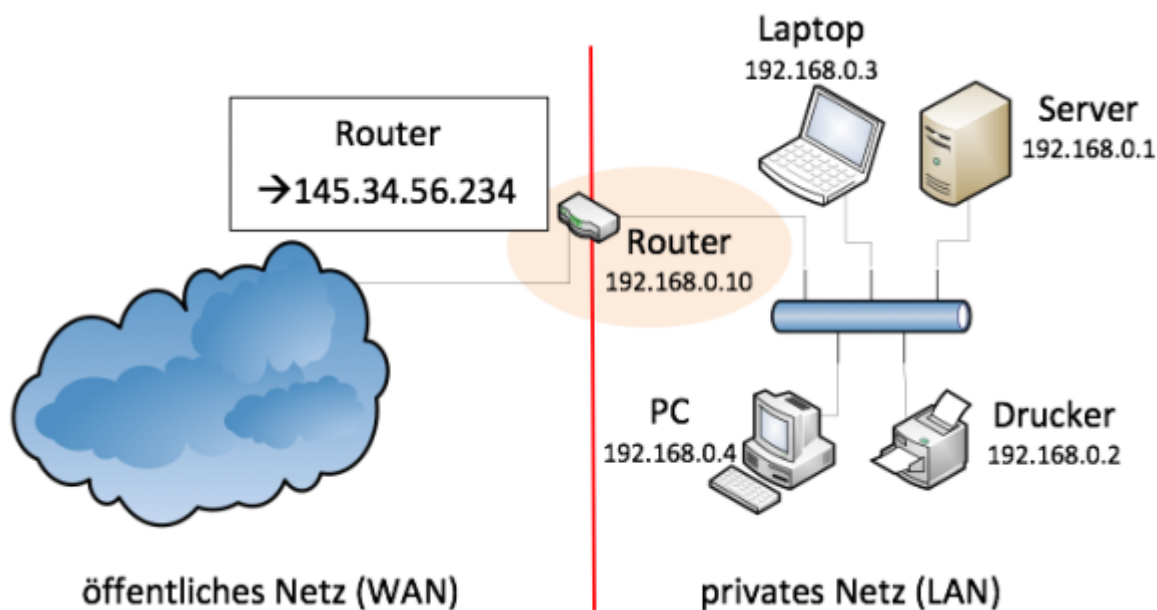 Router
→145.34.56.234
Laptop
192.168.0.3
Server
192.168.0.1
Router
192.168.0.10
PC
192.168.0.4
Drucker
192.168.0.2
öffentliches Netz (WAN)
privates Netz (LAN)